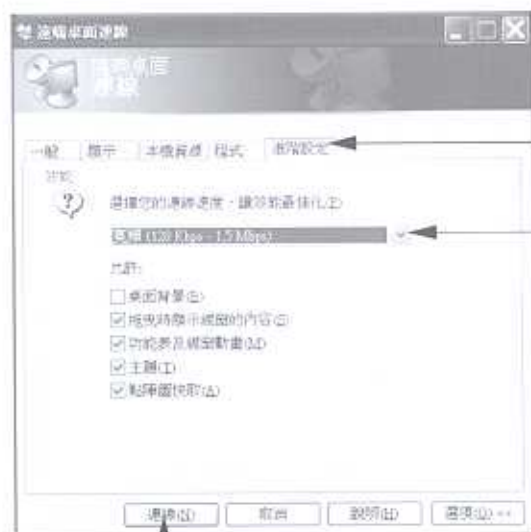 遠端桌面連線
遠端桌面
連線
一般 顯示 本機資源 程式 進階設定
效能
選擇您的連線速度，讓效能最佳化(P)
寬頻 (128 Kbps - 1.5 Mbps)
允許:
桌面背景(B)
拖曳時顯示視窗的內容(S)
功能表及視窗動畫(M)
主題(T)
點陣圖快取(A)
連線(N) 取消 說明(H) 選項(O) <<